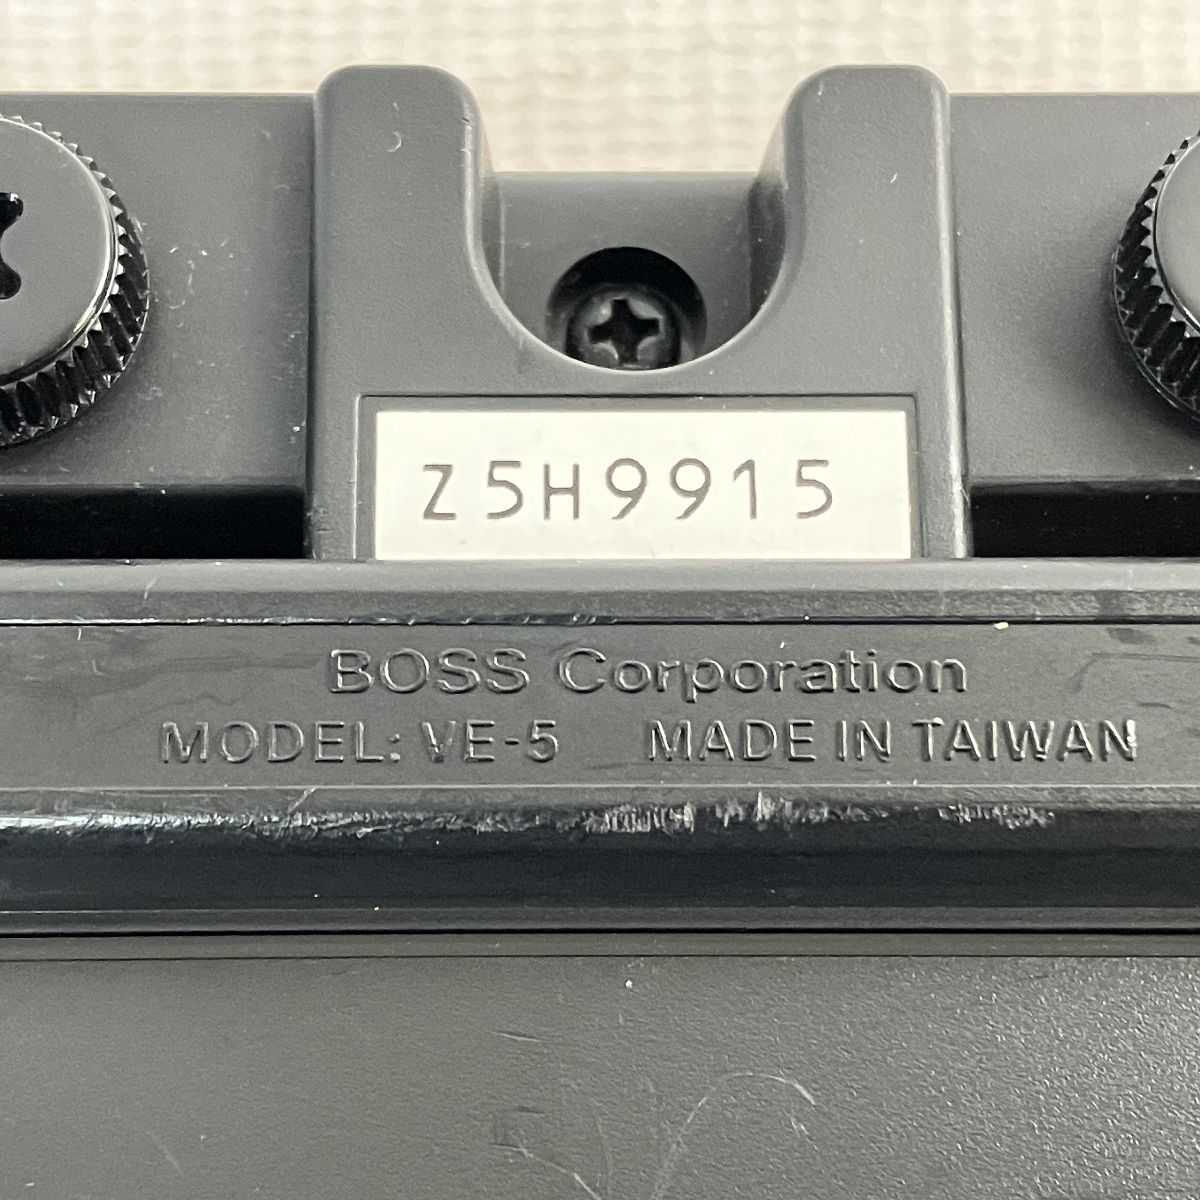 Z5H9915
BOSS Corporation
MODEL: VE-5 MADE IN TAIWAN